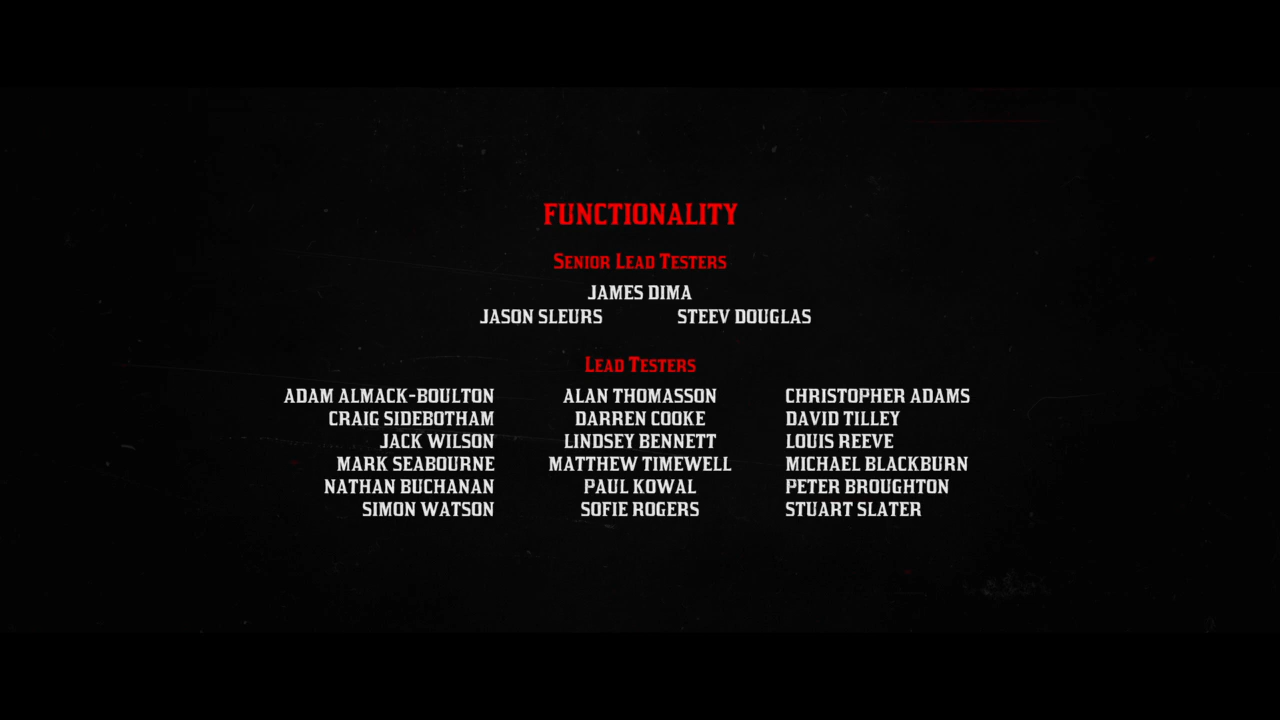 FUNCTIONALITY
SENIOR LEAD TESTERS
JAMES DIMA
JASON SLEURS STEEV DOUGLAS
LEAD TESTERS
ADAM ALMACK-BOULTON ALAN THOMASSON CHRISTOPHER ADAMS
CRAIG SIDEBOTHAM DARREN COOKE DAVID TILLEY
JACK WILSON LINDSEY BENNETT LOUIS REEVE
MARK SEABOURNE MATTHEW TIMEWELL MICHAEL BLACKBURN
NATHAN BUCHANAN PAUL KOWAL PETER BROUGHTON
SIMON WATSON SOFIE ROGERS STUART SLATER